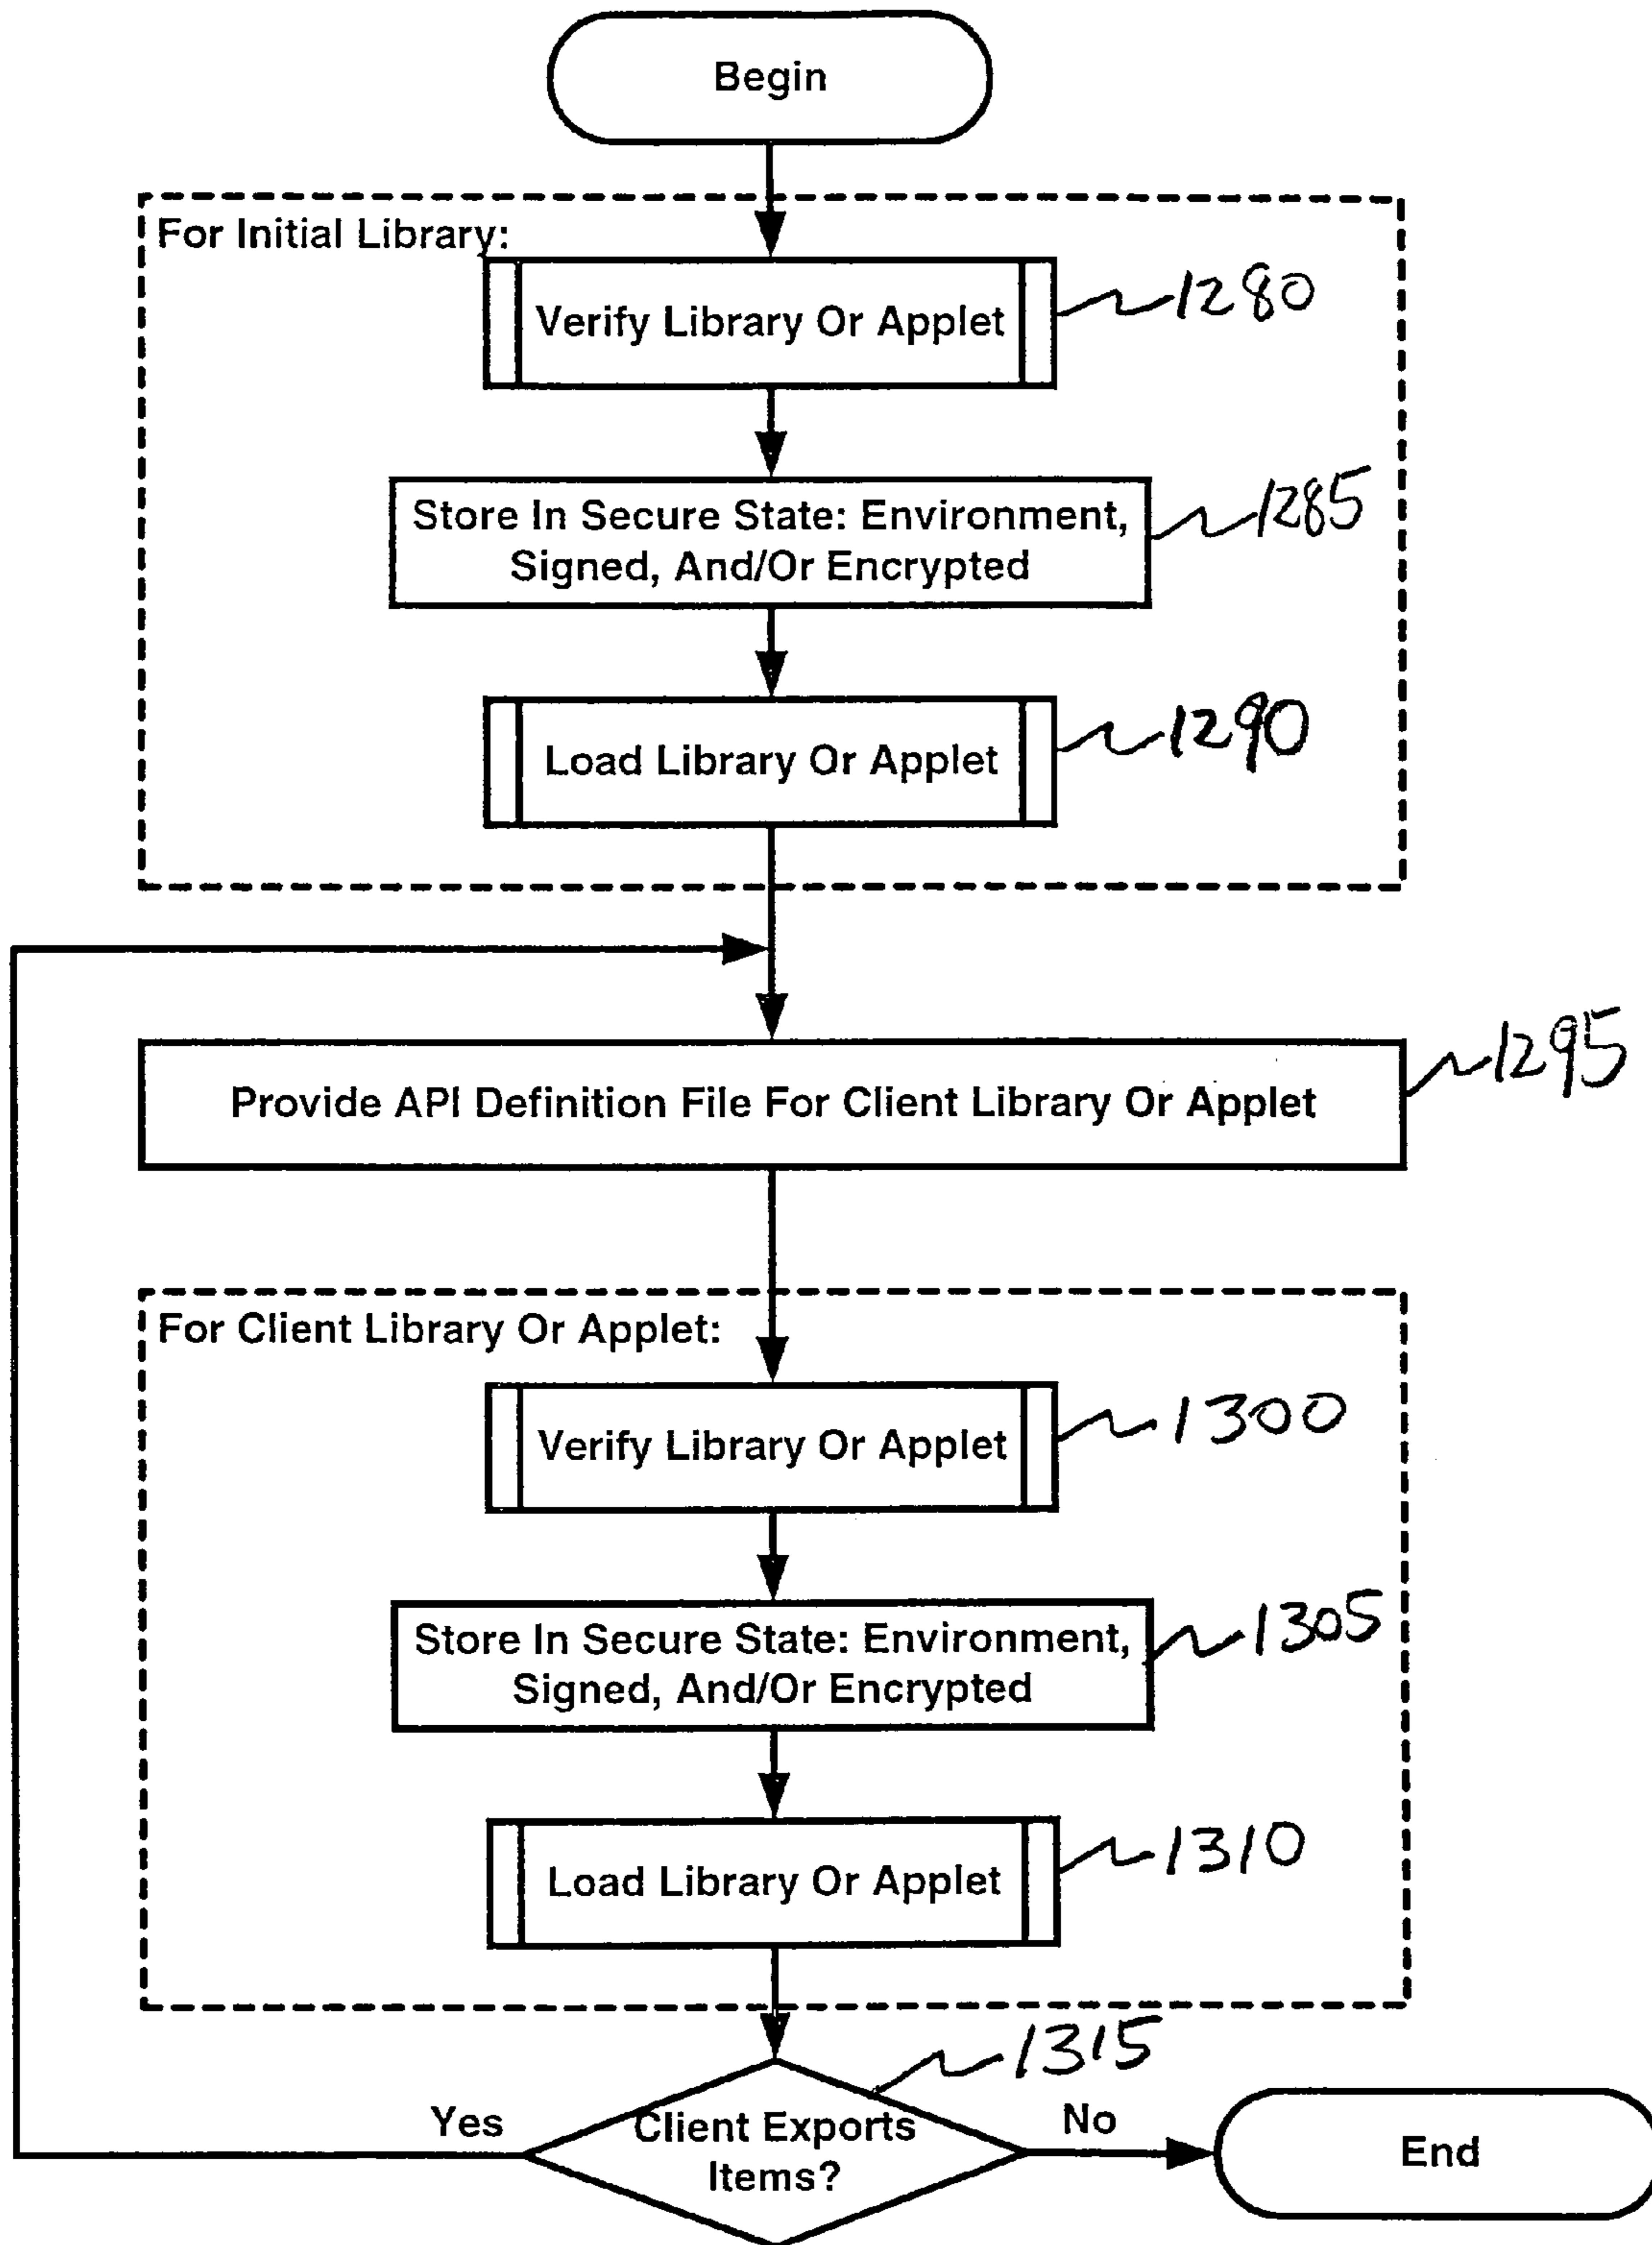 Begin
For Initial Library:
Verify Library Or Applet
1280
Store In Secure State: Environment,
Signed, And/Or Encrypted
1285
Load Library Or Applet
1290
Provide API Definition File For Client Library Or Applet
1295
For Client Library Or Applet:
Verify Library Or Applet
1300
Store In Secure State: Environment,
Signed, And/Or Encrypted
1305
Load Library Or Applet
1310
1315
Yes
Client Exports
Items?
No
End